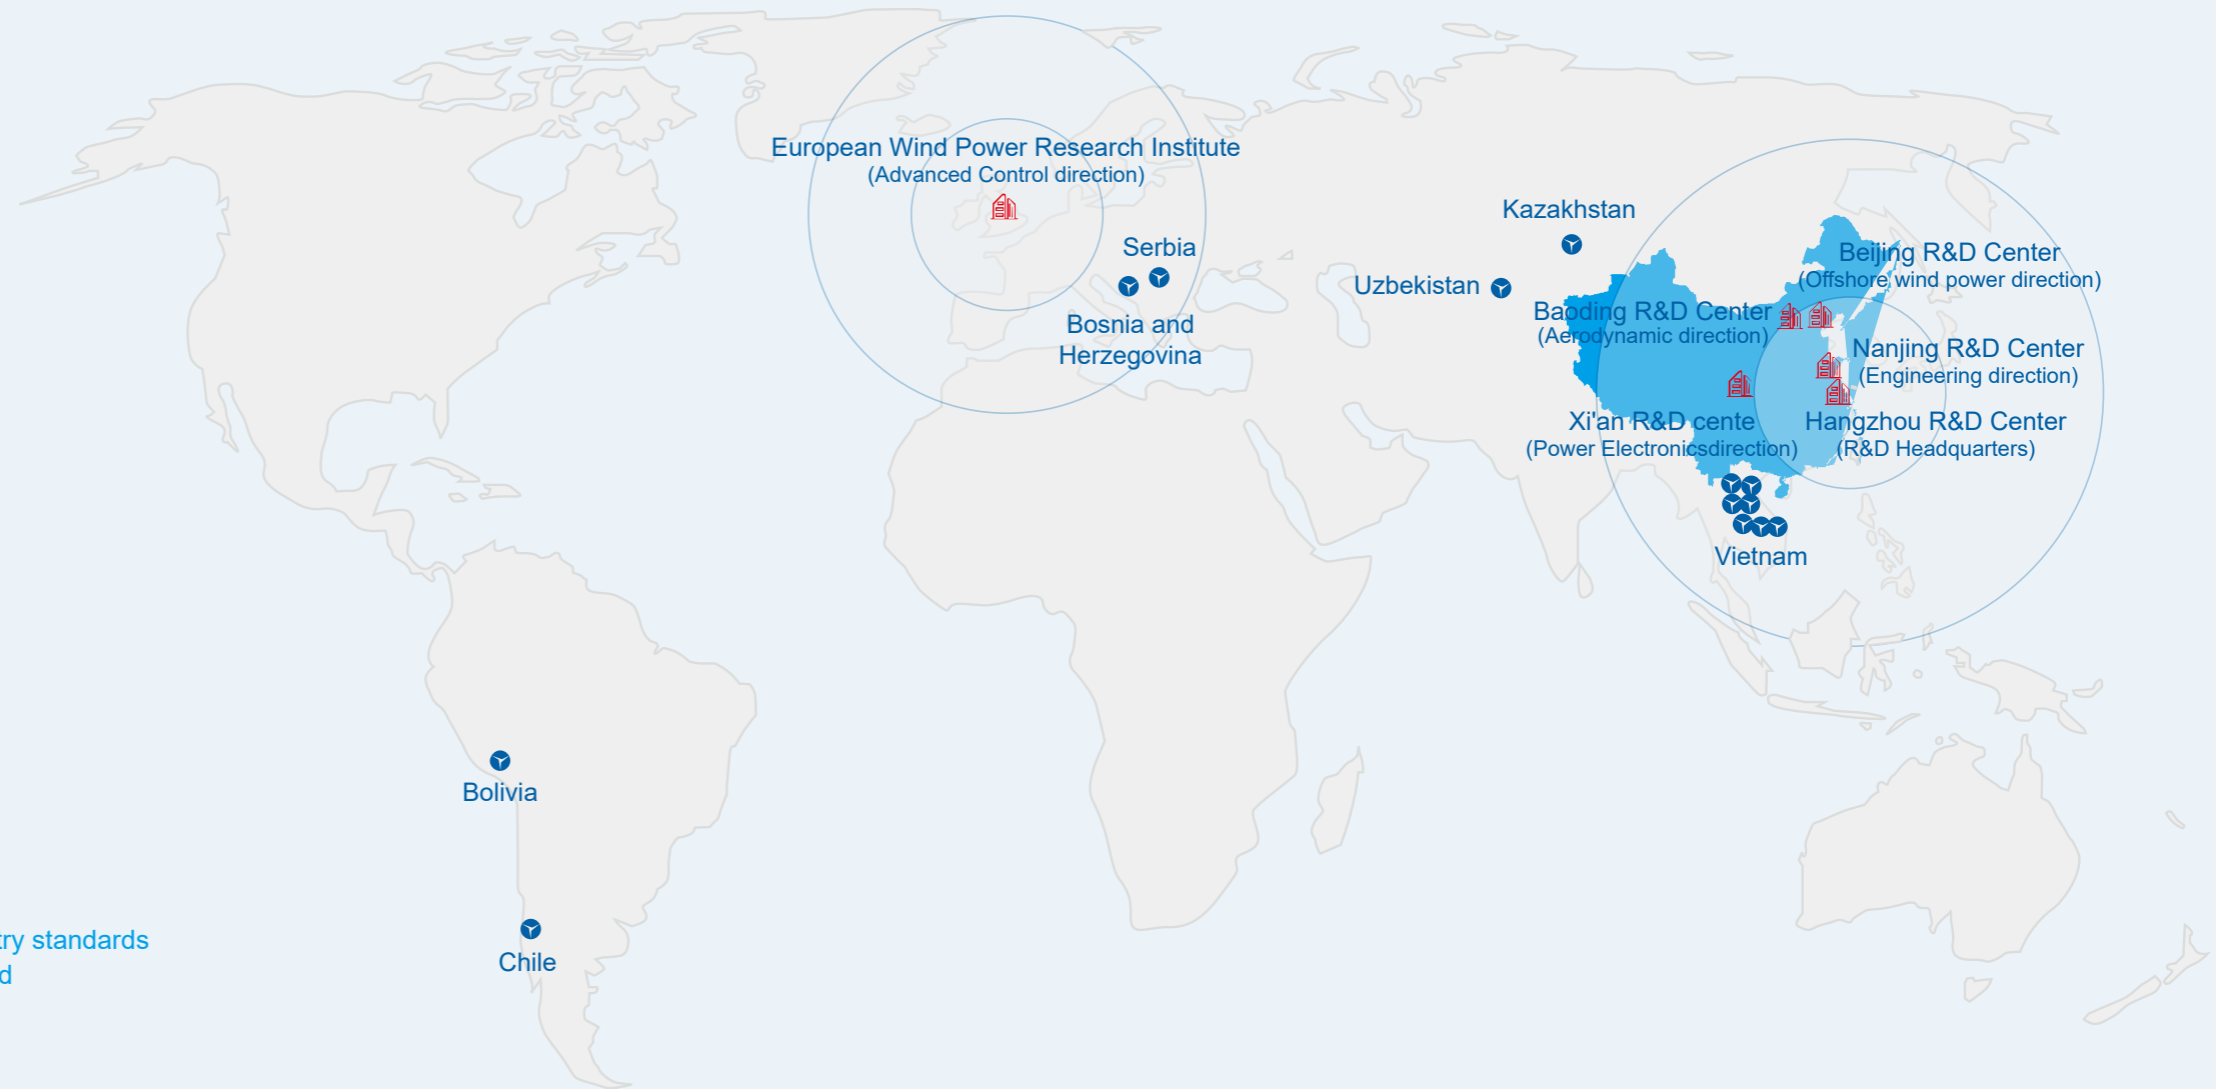 European Wind Power Research Institute
(Advanced Control direction)
Serbia
Bosnia and
Herzegovina
Kazakhstan
Uzbekistan
Beijing R&D Center
(Offshore wind power direction)
Baoding R&D Center
(Aerodynamic direction)
Nanjing R&D Center
(Engineering direction)
Xi'an R&D cente
(Power Electronicsdirection)
Hangzhou R&D Center
(R&D Headquarters)
Vietnam
Bolivia
Chile
standards